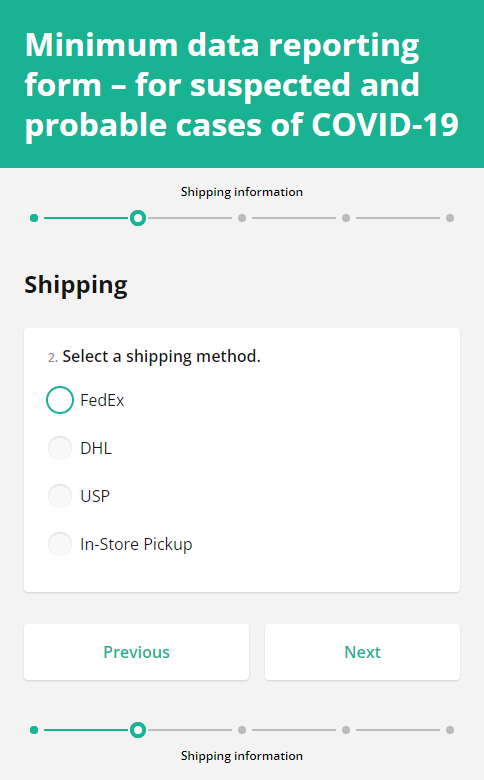 Minimum data reporting
form – for suspected and
probable cases of COVID-19
Shipping information
Shipping
2. Select a shipping method.
FedEx
DHL
USP
In-Store Pickup
Previous
Next
Shipping information